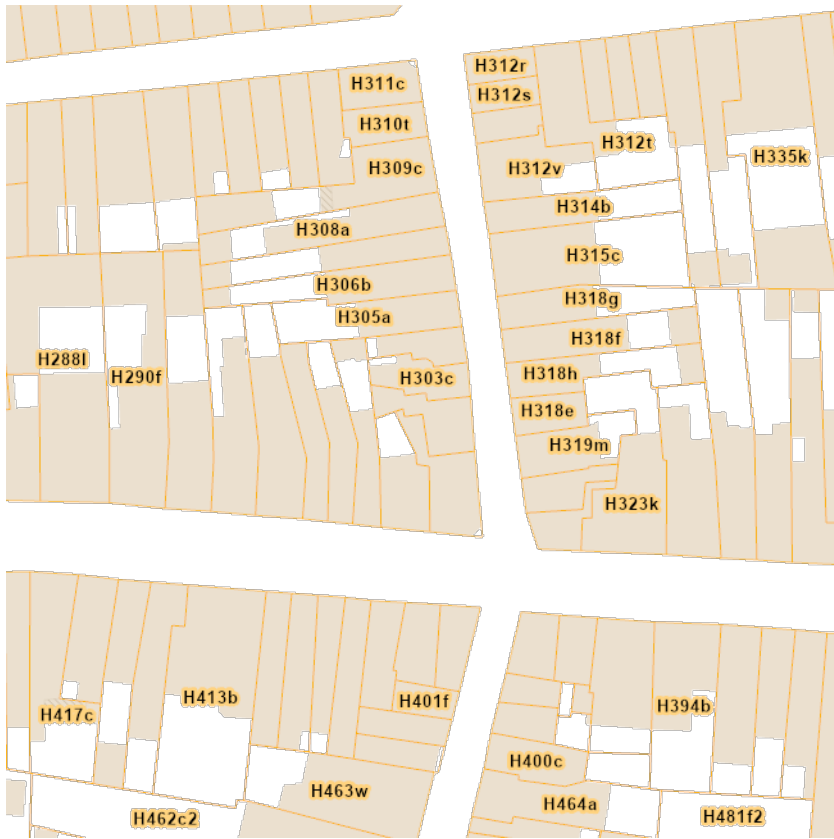 H312r
H311c
H312s
H310t
H312t
H335k
H309c
H312v
H314b
H308a
H315c
H306b
H318g
H305a
H318f
H288l
H290f
H303c
H318h
H318e
H319m
H323k
H413b
H401f
H394b
H417c
H400c
H463w
H464a
H462c2
H481f2